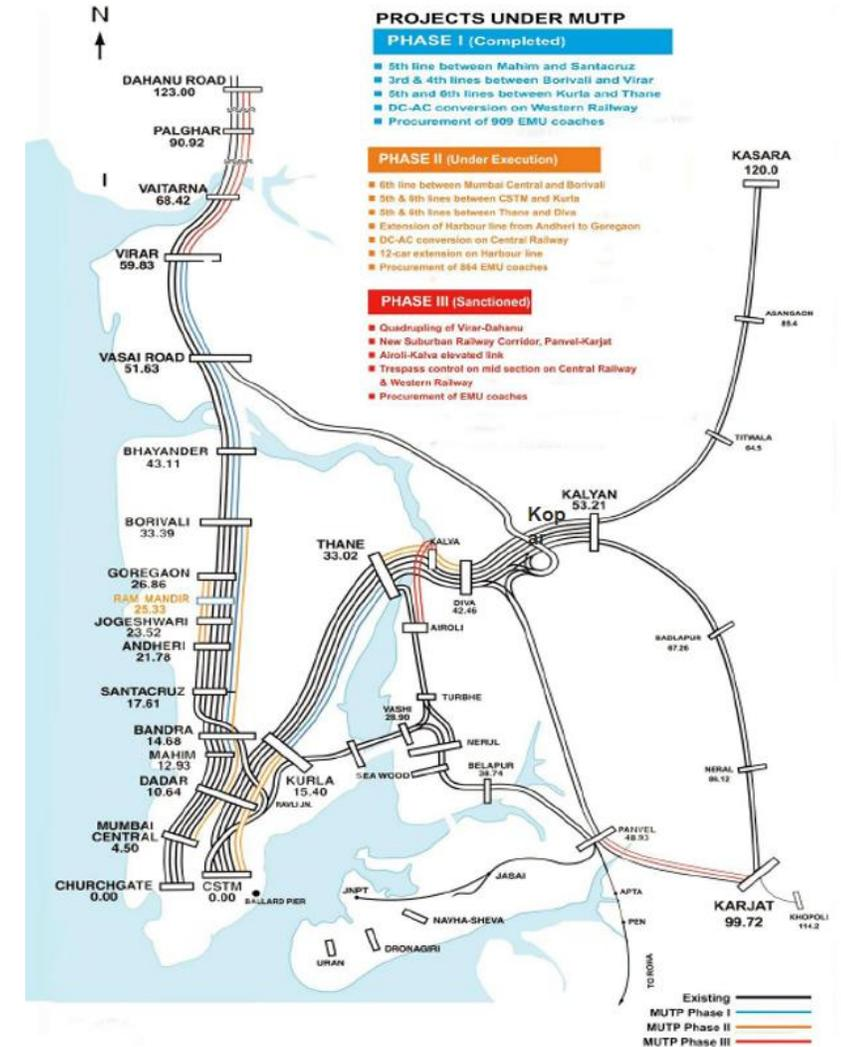 N
PROJECTS UNDER MUTP
PHASE I (Completed)
5th line between Mahim and Santacruz
3rd & 4th lines between Borivali and Virar
5th and 6th lines between Kurla and Thane
DC-AC conversion on Western Railway
Procurement of 909 EMU coaches
PHASE II (Under Execution)
6th line between Mumbai Central and Borivali
5th & 6th lines between CSTM and Kurla
5th & 6th lines between Thane and Diva
Extension of Harbour line from Andheri to Goregaon
DC-AC conversion on Central Railway
12-car extension on Harbour line
Procurement of 864 EMU coaches
PHASE III (Sanctioned)
Quadrupling of Virar-Dahanu
New Suburban Railway Corridor, Panvel-Karjat
Airoli-Kalva elevated link
Trespass control on mid section on Central Railway
& Western Railway
Procurement of EMU coaches
DAHANU ROAD
123.00
PALGHAR
90.92
I
VAITARNA
68.42
VIRAR
59.83
VASAI ROAD
51.63
BHAYANDER
43.11
BORIVALI
33.39
GOREGAON
26.86
RAM MANDIR
25.33
JOGESHWARI
23.52
ANDHERI
21.78
SANTACRUZ
17.61
BANDRA
14.68
MAHIM
12.93
DADAR
10.64
MUMBAI
CENTRAL
4.50
CHURCHGATE
0.00
CSTM
0.00
BALLARD PIER
KASARA
120.0
ASANGAON
85.4
TITWALA
64.5
KALYAN
53.21
Kop
ar
THANE
33.02
KALVA
DIVA
42.46
AIROLI
TURBHE
VASHI
28.90
NERUL
SEA WOOD
BELAPUR
38.74
KURLA
15.40
RAVLI JN.
BADLAPUR
67.26
NERAL
86.12
PANVEL
48.93
KARJAT
99.72
KHOPOLI
114.2
JASAI
JNPT
NAVHA-SHEVA
DRONAGIRI
URAN
APTA
PEN
TO ROHA
Existing
MUTP Phase I
MUTP Phase II
MUTP Phase III